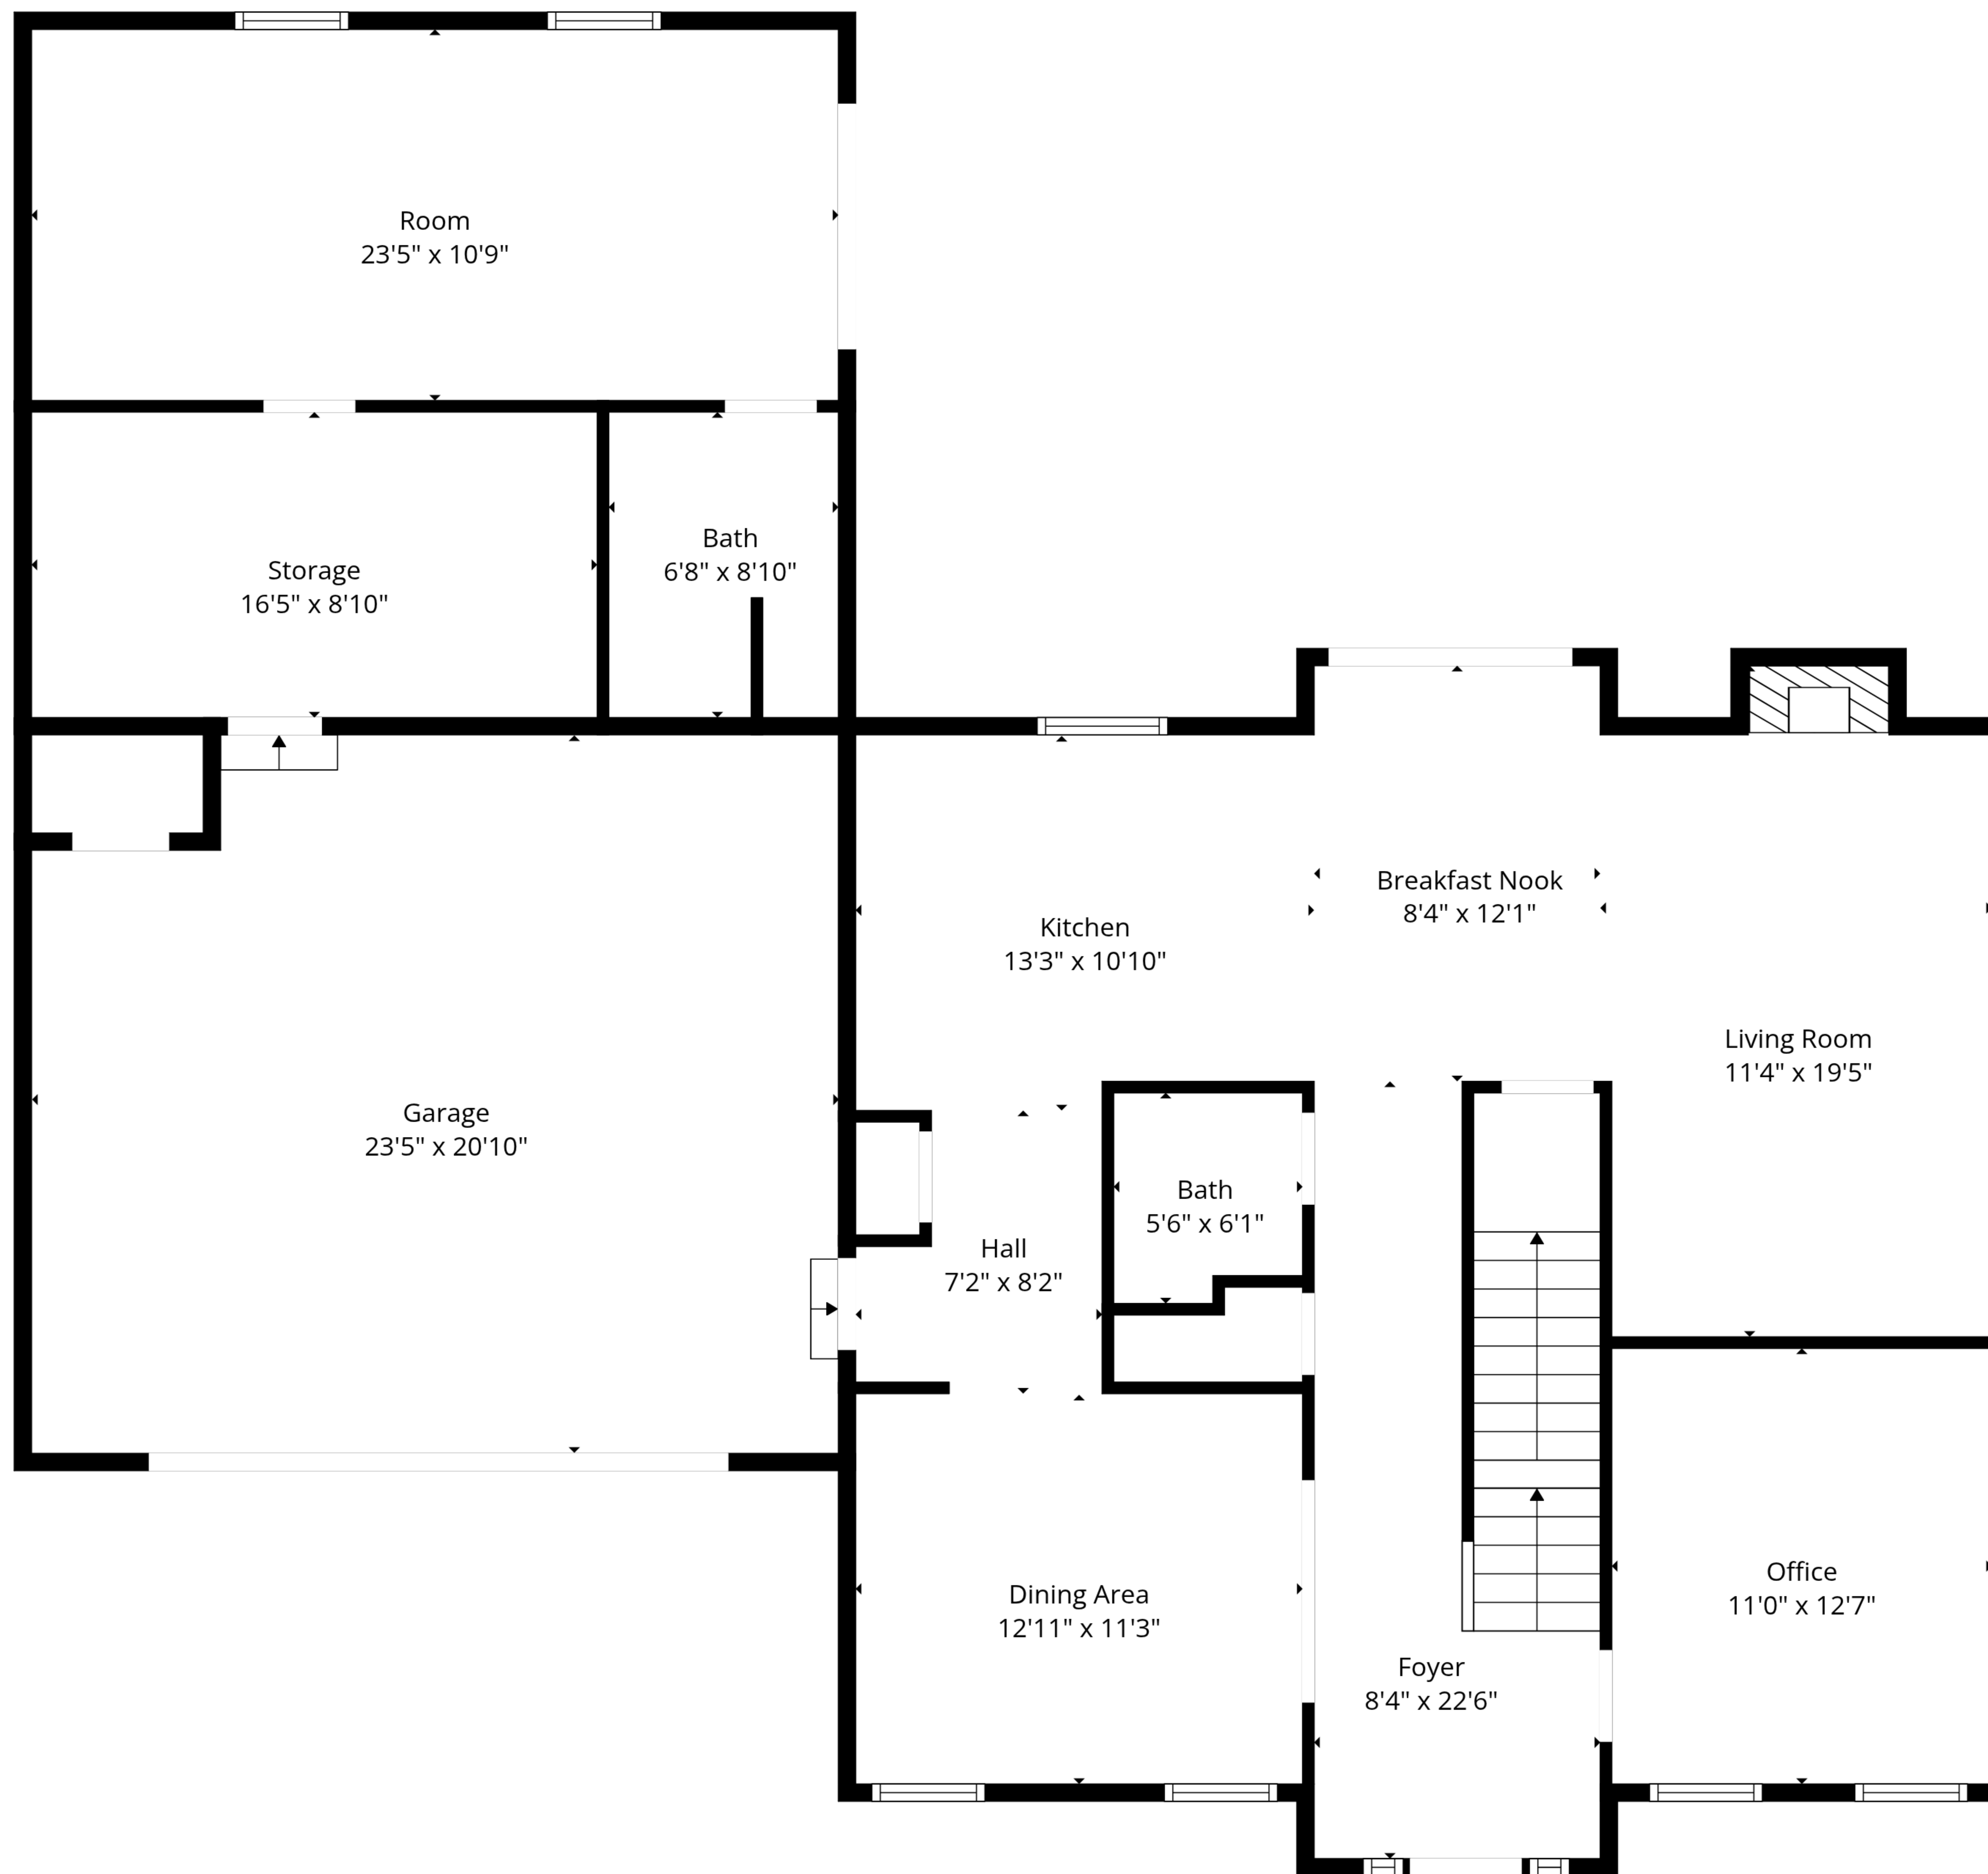 Room
23'5" x 10'9"
Bath
6'8" x 8'10"
Storage
16'5" x 8'10"
Breakfast Nook
8'4" x 12'1"
Kitchen
13'3" x 10'10"
Living Room
11'4" x 19'5"
Garage
23'5" x 20'10"
Bath
5'6" x 6'1"
Hall
7'2" x 8'2"
Office
11'0" x 12'7"
Dining Area
12'11" x 11'3"
Foyer
8'4" x 22'6"